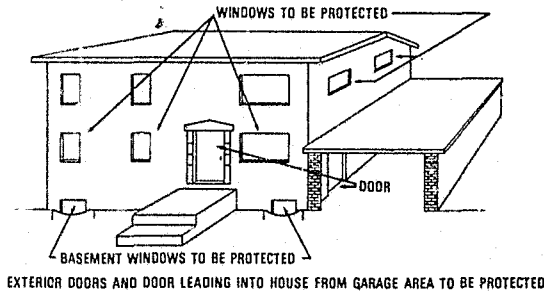 WINDOWS TO BE PROTECTED
DOOR
BASEMENT WINDOWS TO BE PROTECTED
EXTERIOR DOORS AND DOOR LEADING INTO HOUSE FROM GARAGE AREA TO BE PROTECTED